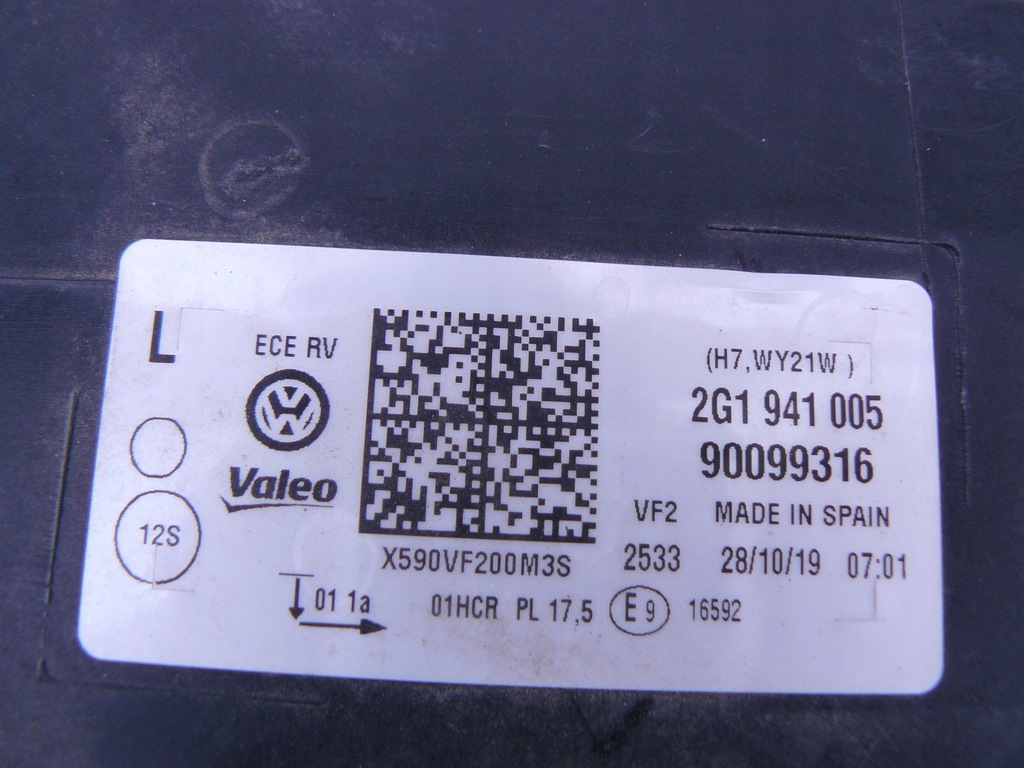 L
ECE RV
Valeo
12S
X590VF200M3S
(H7,WY21W )
2G1 941 005
90099316
VF2 MADE IN SPAIN
2533 28/10/19 07:01
01 1a
01HCR PL 17,5 E9 16592